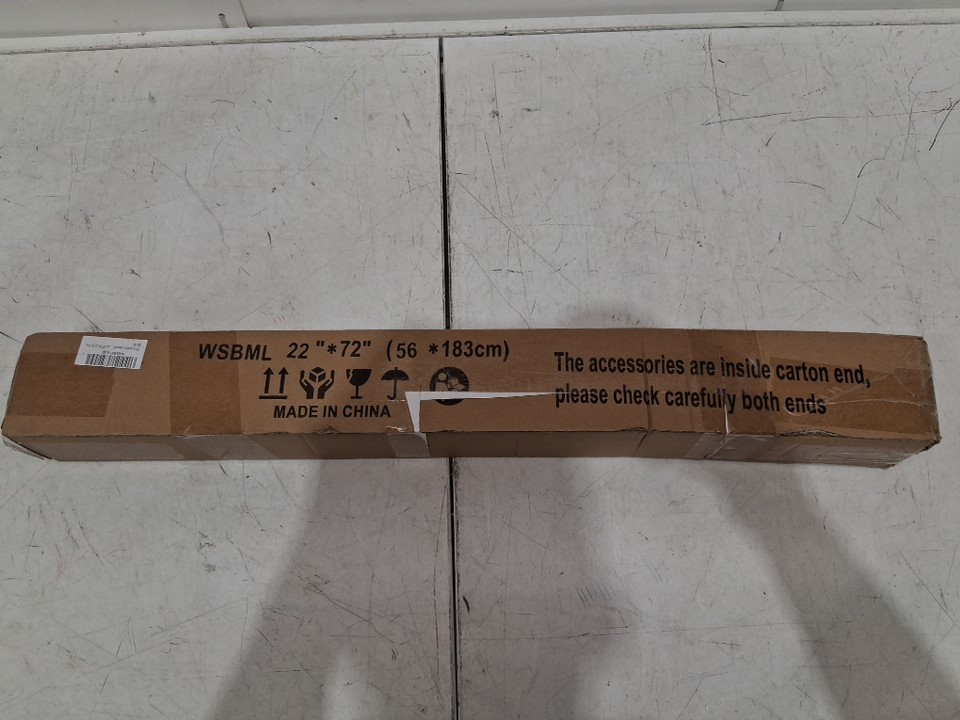 WSBML 22 "*72" (56 *183cm)
MADE IN CHINA
The accessories are inside carton end,
please check carefully both ends